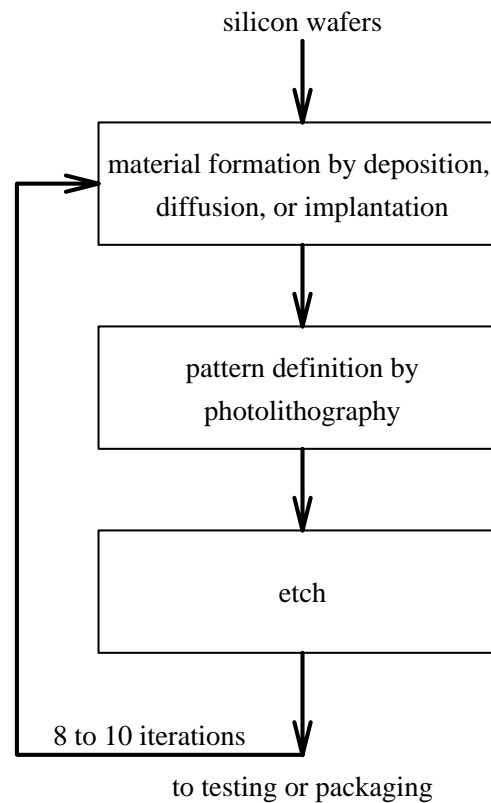 silicon wafers
material formation by deposition,
diffusion, or implantation
pattern definition by
photolithography
etch
8 to 10 iterations
to testing or packaging